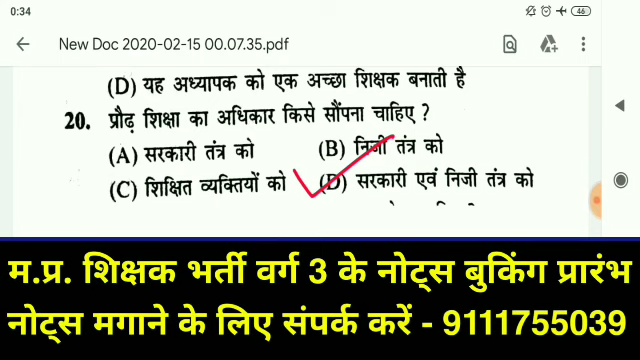 0:34
46
New Doc 2020-02-15 00.07.35.pdf
(D) यह अध्यापक को एक अच्छा शिक्षक बनाती है
20. प्रौढ़ शिक्षा का अधिकार किसे सौंपना चाहिए ?
(A) सरकारी तंत्र को (B) निजी तंत्र को
(C) शिक्षित व्यक्तियों को (D) सरकारी एवं निजी तंत्र को
म.प्र. शिक्षक भर्ती वर्ग 3 के नोट्स बुकिंग प्रारंभ
नोट्स मगाने के लिए संपर्क करें - 9111755039